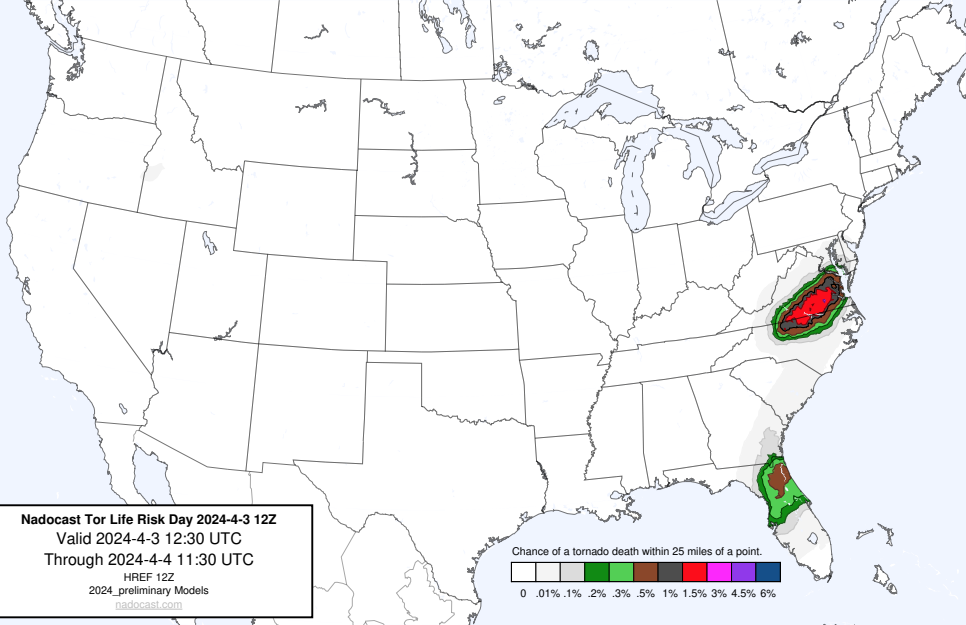 Nadocast Tor Life Risk Day 2024-4-3 12Z
Valid 2024-4-3 12:30 UTC
Through 2024-4-4 11:30 UTC
HREF 12Z
2024_preliminary Models
nadocast.com
Chance of a tornado death within 25 miles of a point.
0 .01% .1% .2% .3% .5% 1% 1.5% 3% 4.5% 6%